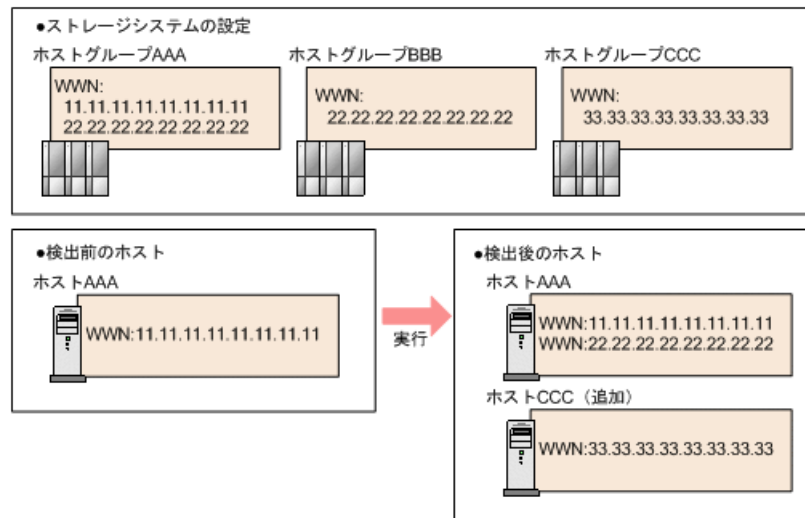 ●ストレージシステムの設定
ホストグループAAA
WWN:
11.11.11.11.11.11.11.11
22.22.22.22.22.22.22.22
ホストグループBBB
WWN:
22.22.22.22.22.22.22.22
ホストグループCCC
WWN:
33.33.33.33.33.33.33.33
●検出前のホスト
ホストAAA
WWN:11.11.11.11.11.11.11.11
実行
●検出後のホスト
ホストAAA
WWN:11.11.11.11.11.11.11.11
WWN:22.22.22.22.22.22.22.22
ホストCCC（追加）
WWN:33.33.33.33.33.33.33.33